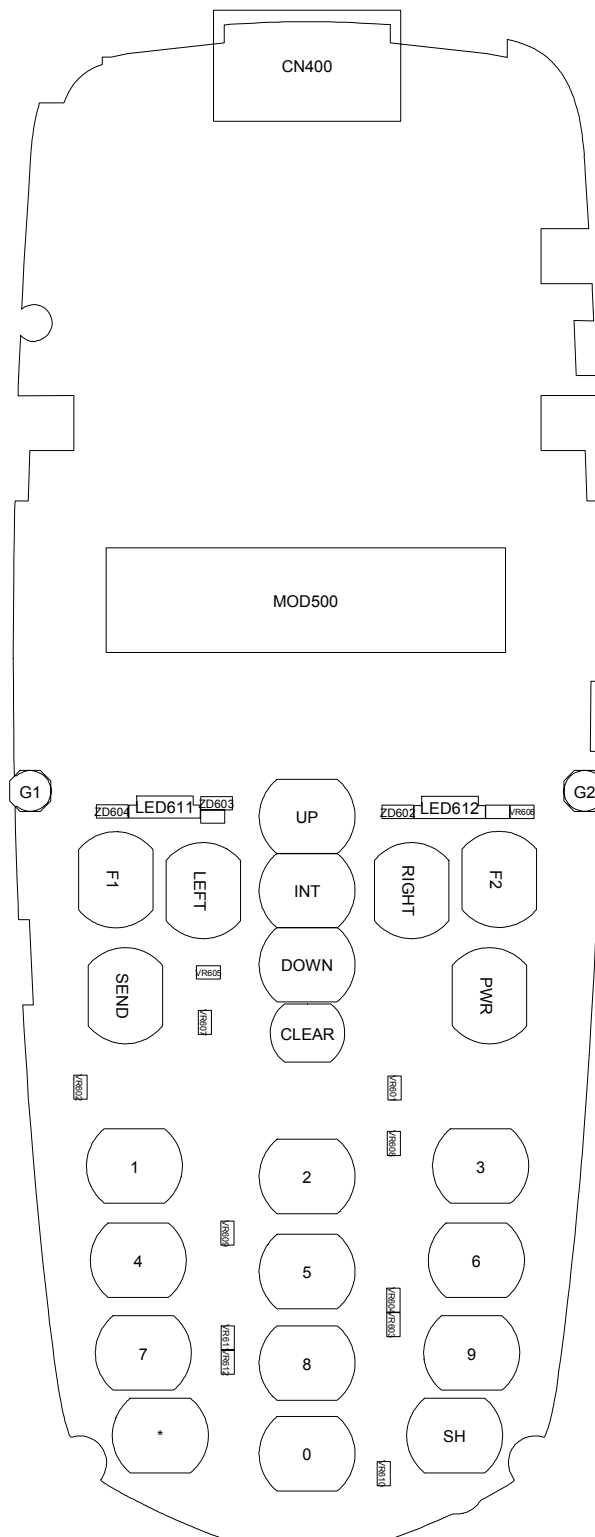 CN400
MOD500
G1
G2
ZD604
LED611
ZD603
UP
ZD602
LED612
VR606
F1
LEFT
INT
RIGHT
F2
DOWN
SEND
VR605
PWR
VR607
CLEAR
VR602
VR601
VR608
1
2
3
VR609
4
5
6
VR604
VR603
VR611
VR612
7
8
9
*
0
SH
VR610